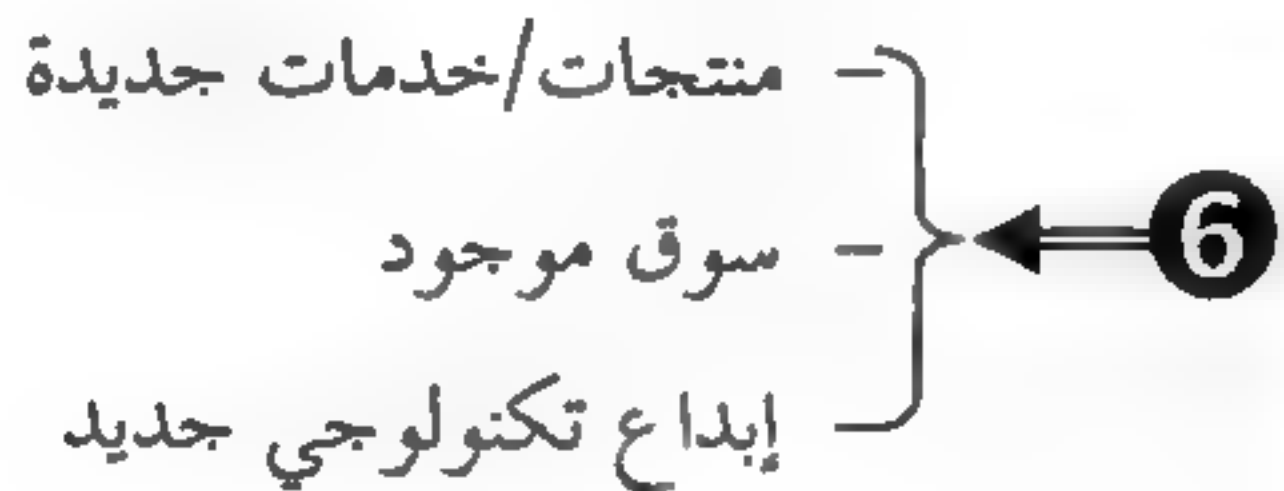 - منتجات/خدمات جديدة
6 - سوق موجود
- إبداع تكنولوجي جديد